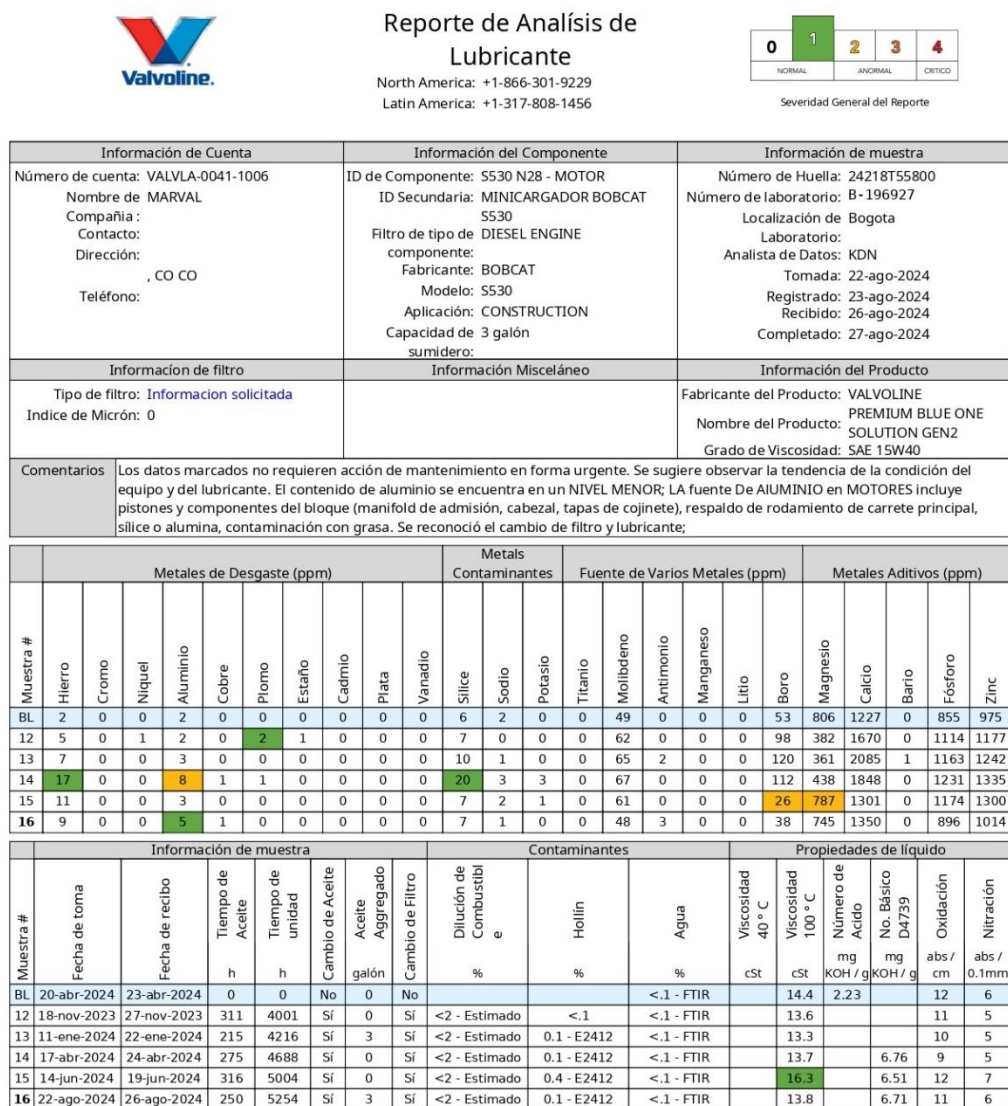 Valvoline.
Reporte de Analísis de
Lubricante
North America: +1-866-301-9229
Latin America: +1-317-808-1456
0 1 2 3 4
NORMAL ANORMAL CRITICO
Severidad General del Reporte
Información de Cuenta
Número de cuenta: VALVLA-0041-1006
Nombre de Compañia : MARVAL
Contacto:
Dirección:
, CO CO
Teléfono:
Información del Componente
ID de Componente: S530 N28 - MOTOR
ID Secundaria: MINICARGADOR BOBCAT
S530
Filtro de tipo de componente: DIESEL ENGINE
Fabricante: BOBCAT
Modelo: S530
Aplicación: CONSTRUCTION
Capacidad de sumidero: 3 galón
Información de muestra
Número de Huella: 24218T55800
Número de laboratorio: B-196927
Localización de Laboratorio: Bogota
Analista de Datos: KDN
Tomada: 22-ago-2024
Registrado: 23-ago-2024
Recibido: 26-ago-2024
Completado: 27-ago-2024
Informacíon de filtro
Tipo de filtro: Informacion solicitada
Indice de Micrón: 0
Información Misceláneo
Información del Producto
Fabricante del Producto: VALVOLINE
Nombre del Producto: PREMIUM BLUE ONE
SOLUTION GEN2
Grado de Viscosidad: SAE 15W40
Comentarios
Los datos marcados no requieren acción de mantenimiento en forma urgente. Se sugiere observar la tendencia de la condición del
equipo y del lubricante. El contenido de aluminio se encuentra en un NIVEL MENOR; LA fuente De AlUMINIO en MOTORES incluye
pistones y componentes del bloque (manifold de admisión, cabezal, tapas de cojinete), respaldo de rodamiento de carrete principal,
sílice o alumina, contaminación con grasa. Se reconoció el cambio de filtro y lubricante;
Metales de Desgaste (ppm) Metals Contaminantes Fuente de Varios Metales (ppm) Metales Aditivos (ppm)
Muestra # Hierro Cromo Niquel Aluminio Cobre Plomo Estaño Cadmio Plata Vanadio Silice Sodio Potasio Titanio Molibdeno Antimonio Manganeso Litio Boro Magnesio Calcio Bario Fósforo Zinc
BL 2 0 0 2 0 0 0 0 0 0 6 2 0 0 49 0 0 0 53 806 1227 0 855 975
12 5 0 1 2 0 2 1 0 0 0 7 0 0 0 62 0 0 0 98 382 1670 0 1114 1177
13 7 0 0 3 0 0 0 0 0 0 10 1 0 0 65 2 0 0 120 361 2085 1 1163 1242
14 17 0 0 8 1 1 0 0 0 0 20 3 3 0 67 0 0 0 112 438 1848 0 1231 1335
15 11 0 0 3 0 0 0 0 0 0 7 2 1 0 61 0 0 0 26 787 1301 0 1174 1300
16 9 0 0 5 1 0 0 0 0 0 7 1 0 0 48 3 0 0 38 745 1350 0 896 1014
Información de muestra Contaminantes Propiedades de líquido
Muestra # Fecha de toma Fecha de recibo Tiempo de Aceite Tiempo de unidad Cambio de Aceite Aceite Aggregado Cambio de Filtro Dilución de Combustible Hollín Agua Viscosidad 40 ° C Viscosidad 100 ° C Número de Acido No. Básico D4739 Oxidación Nitración
h h galón % % % cSt cSt mg KOH / g mg KOH / g abs / cm abs / 0.1mm
BL 20-abr-2024 23-abr-2024 0 0 No 0 No <.1 - FTIR 14.4 2.23 12 6
12 18-nov-2023 27-nov-2023 311 4001 Sí 0 Sí <2 - Estimado <.1 <.1 - FTIR 13.6 11 5
13 11-ene-2024 22-ene-2024 215 4216 Sí 3 Sí <2 - Estimado 0.1 - E2412 <.1 - FTIR 13.3 10 5
14 17-abr-2024 24-abr-2024 275 4688 Sí 0 Sí <2 - Estimado 0.1 - E2412 <.1 - FTIR 13.7 6.76 9 5
15 14-jun-2024 19-jun-2024 316 5004 Sí 0 Sí <2 - Estimado 0.4 - E2412 <.1 - FTIR 16.3 6.51 12 7
16 22-ago-2024 26-ago-2024 250 5254 Sí 3 Sí <2 - Estimado 0.1 - E2412 <.1 - FTIR 13.8 6.71 11 6